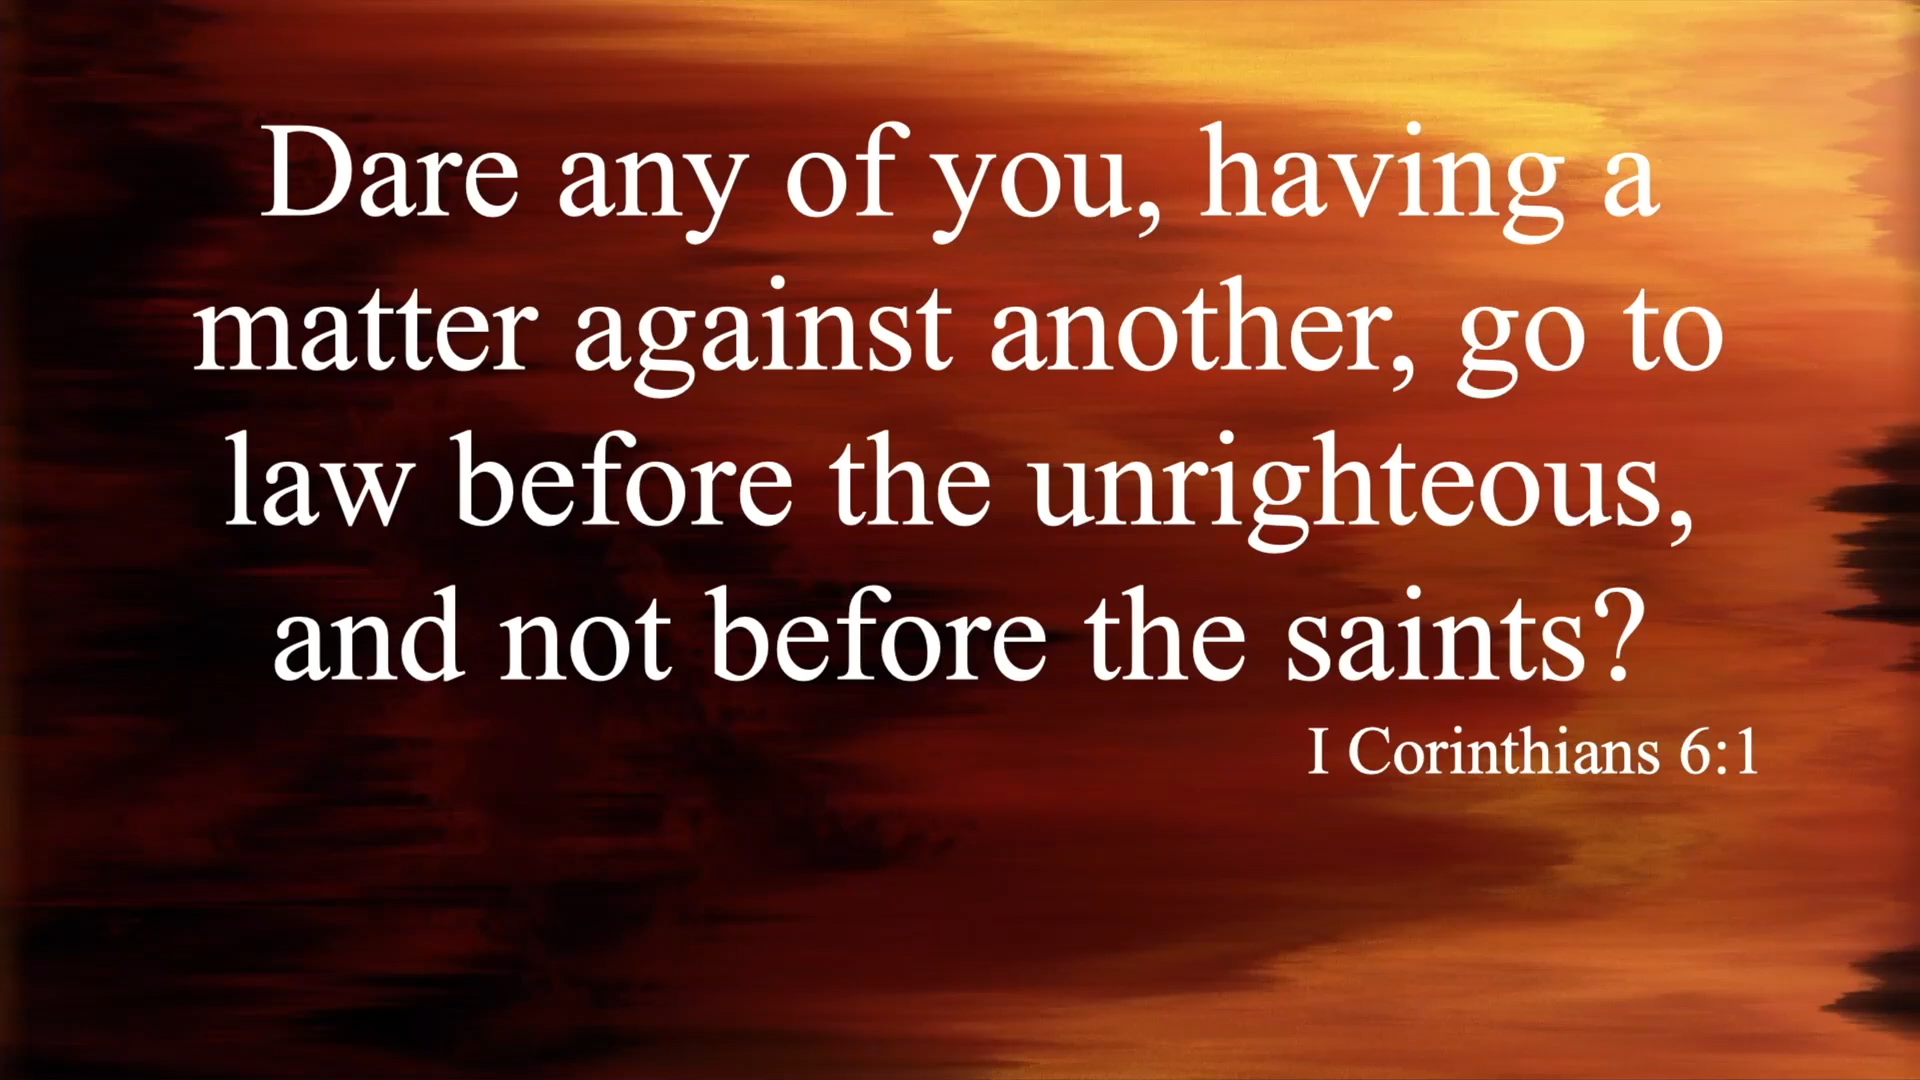 Dare any of you, having a
matter against another, go to
law before the unrighteous,
and not before the saints?
I Corinthians 6:1